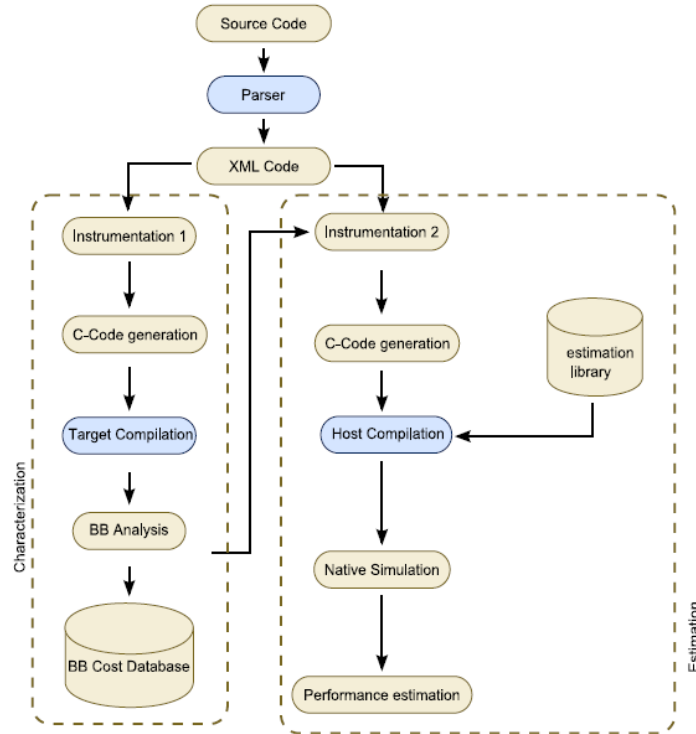 Source Code
Parser
XML Code
Instrumentation 1
C-Code generation
Target Compilation
BB Analysis
BB Cost Database
Characterization
Instrumentation 2
C-Code generation
estimation
library
Host Compilation
Native Simulation
Performance estimation
Estimation